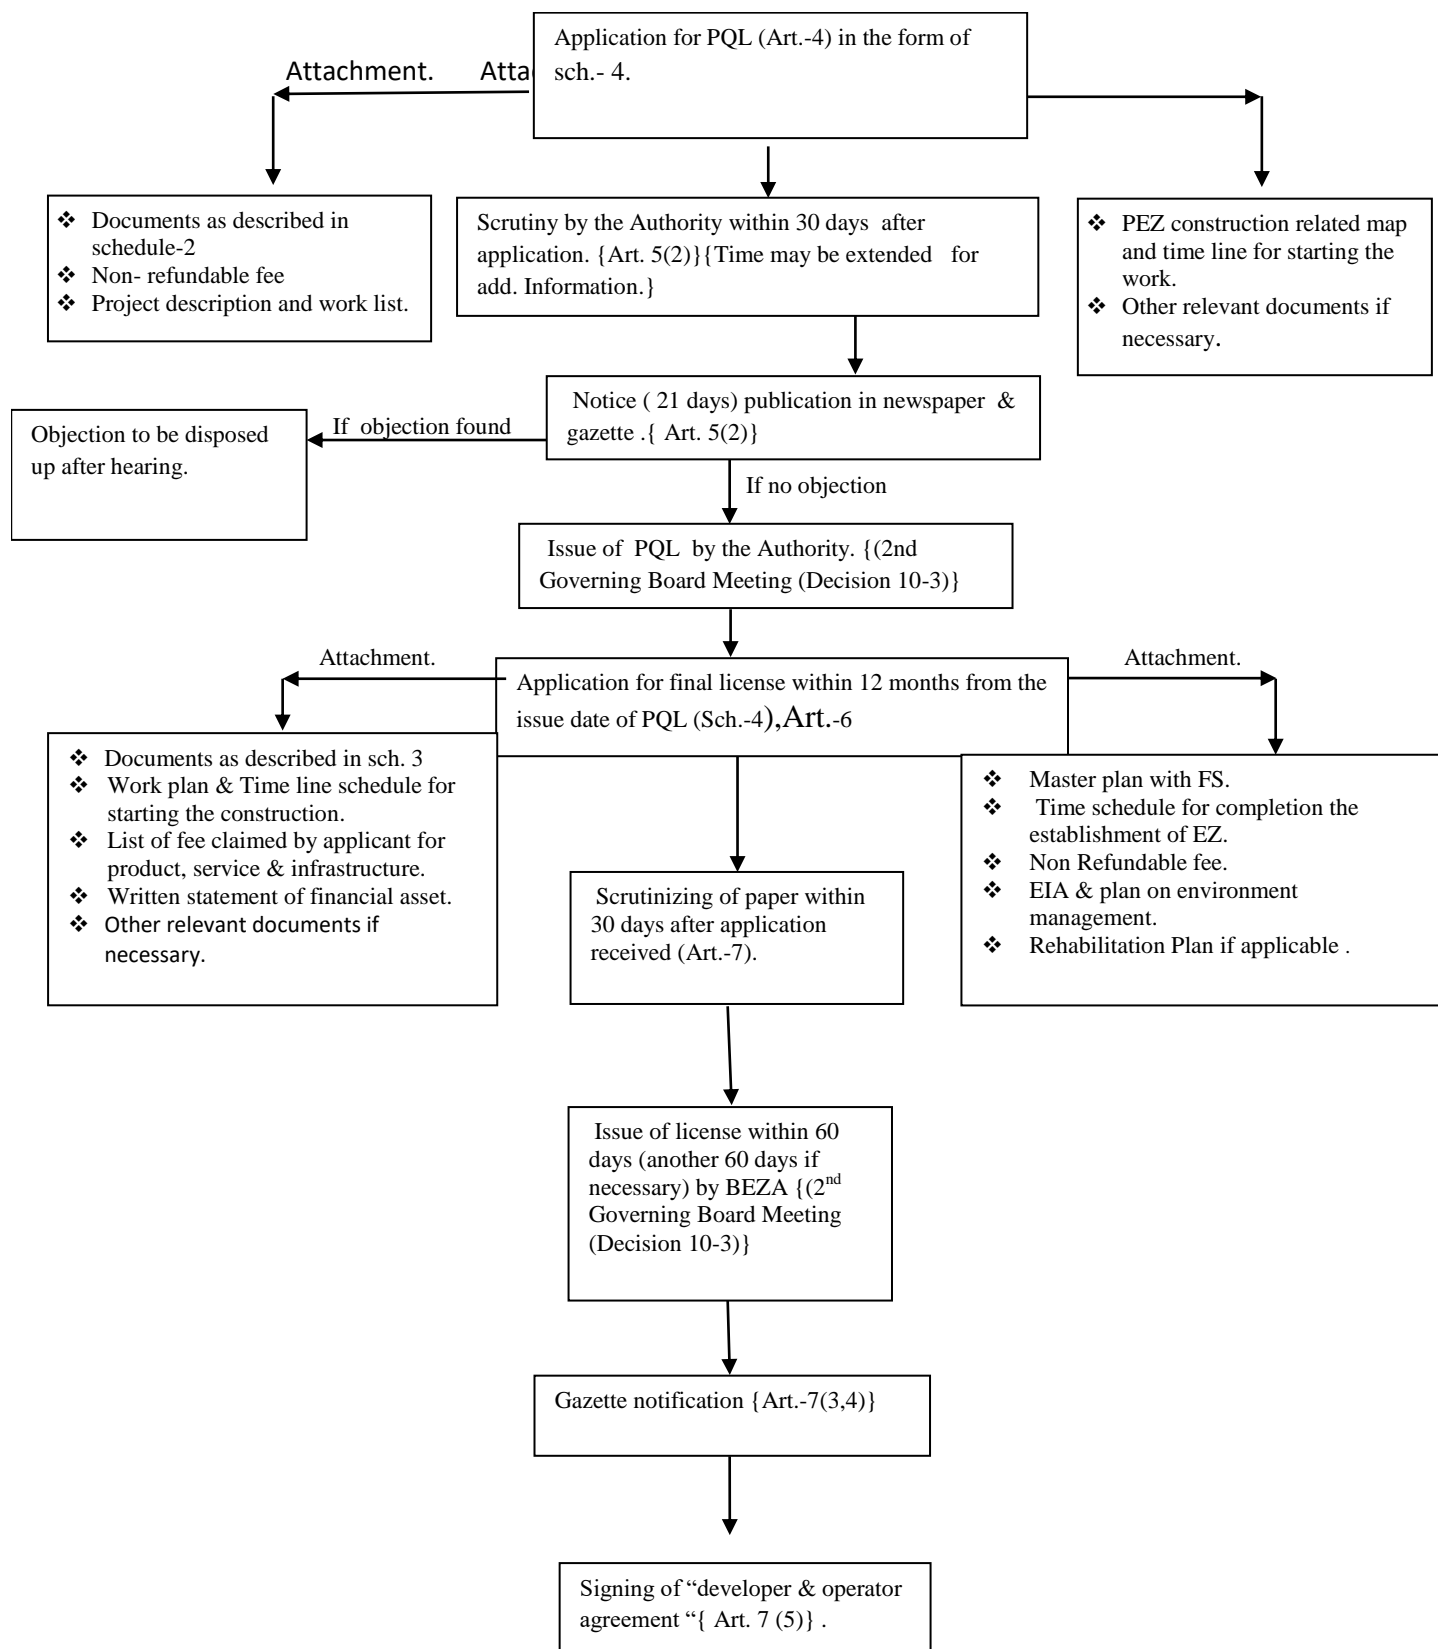 Application for PQL (Art.-4) in the form of
sch.- 4.
Attachment. Atta
❖ Documents as described in
schedule-2
❖ Non- refundable fee
❖ Project description and work list.
Scrutiny by the Authority within 30 days after
application. {Art. 5(2)}{Time may be extended for
add. Information.}
❖ PEZ construction related map
and time line for starting the
work.
❖ Other relevant documents if
necessary.
Notice ( 21 days) publication in newspaper &
gazette .{ Art. 5(2)}
If objection found
Objection to be disposed
up after hearing.
If no objection
Issue of PQL by the Authority. {(2nd
Governing Board Meeting (Decision 10-3)}
Attachment.
Attachment.
Application for final license within 12 months from the
issue date of PQL (Sch.-4),Art.-6
❖ Documents as described in sch. 3
❖ Work plan & Time line schedule for
starting the construction.
❖ List of fee claimed by applicant for
product, service & infrastructure.
❖ Written statement of financial asset.
❖ Other relevant documents if
necessary.
❖ Master plan with FS.
❖ Time schedule for completion the
establishment of EZ.
❖ Non Refundable fee.
❖ EIA & plan on environment
management.
❖ Rehabilitation Plan if applicable .
Scrutinizing of paper within
30 days after application
received (Art.-7).
Issue of license within 60
days (another 60 days if
necessary) by BEZA {(2nd
Governing Board Meeting
(Decision 10-3)}
Gazette notification {Art.-7(3,4)}
Signing of “developer & operator
agreement “{ Art. 7 (5)} .